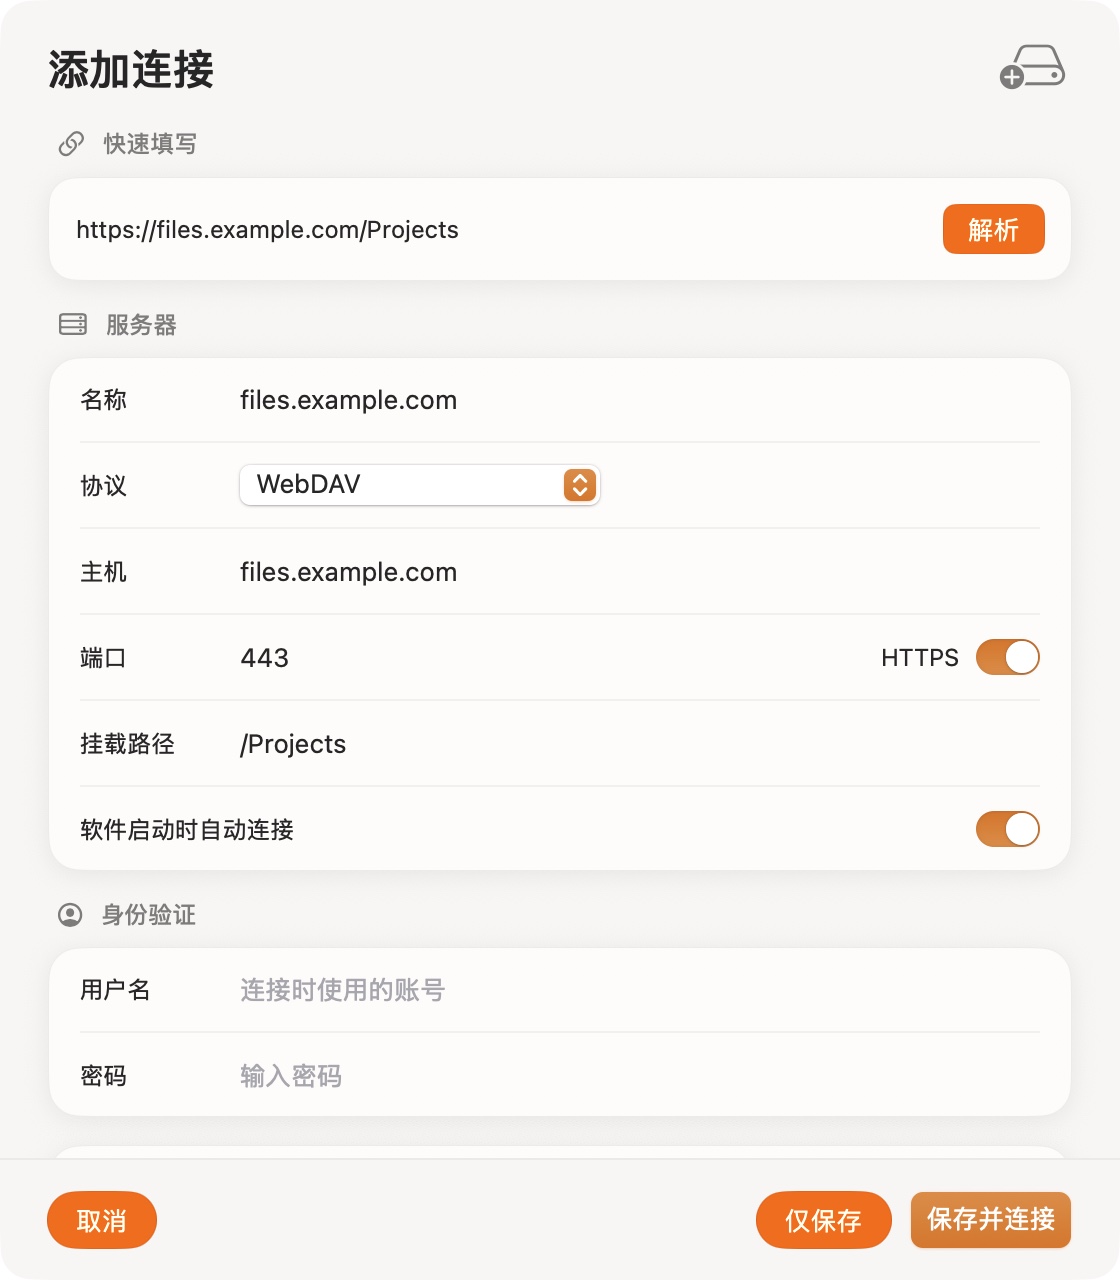 添加连接
快速填写
https://files.example.com/Projects
解析
服务器
名称 files.example.com
协议 WebDAV
主机 files.example.com
端口 443 HTTPS
挂载路径 /Projects
软件启动时自动连接
身份验证
用户名 连接时使用的账号
密码 输入密码
取消 仅保存 保存并连接